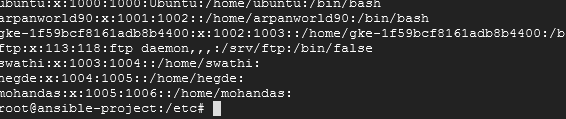 ubuntu:x:1000:1000:Ubuntu:/home/ubuntu:/bin/bash
arpanworld90:x:1001:1002::/home/arpanworld90:/bin/bash
gke-1f59bcf8161adb8b4400:x:1002:1003::/home/gke-1f59bcf8161adb8b4400:/b
ftp:x:113:118:ftp daemon,,,:/srv/ftp:/bin/false
swathi:x:1003:1004::/home/swathi:
hegde:x:1004:1005::/home/hegde:
mohandas:x:1005:1006::/home/mohandas:
root@ansible-project:/etc#